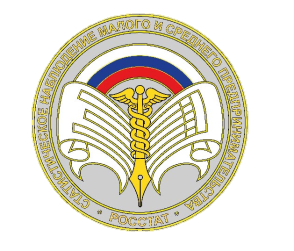 СТАТИСТИЧЕСКОЕ НАБЛЮДЕНИЕ МАЛОГО И СРЕДНЕГО ПРЕДПРИНИМАТЕЛЬСТВА
* РОССТАТ *